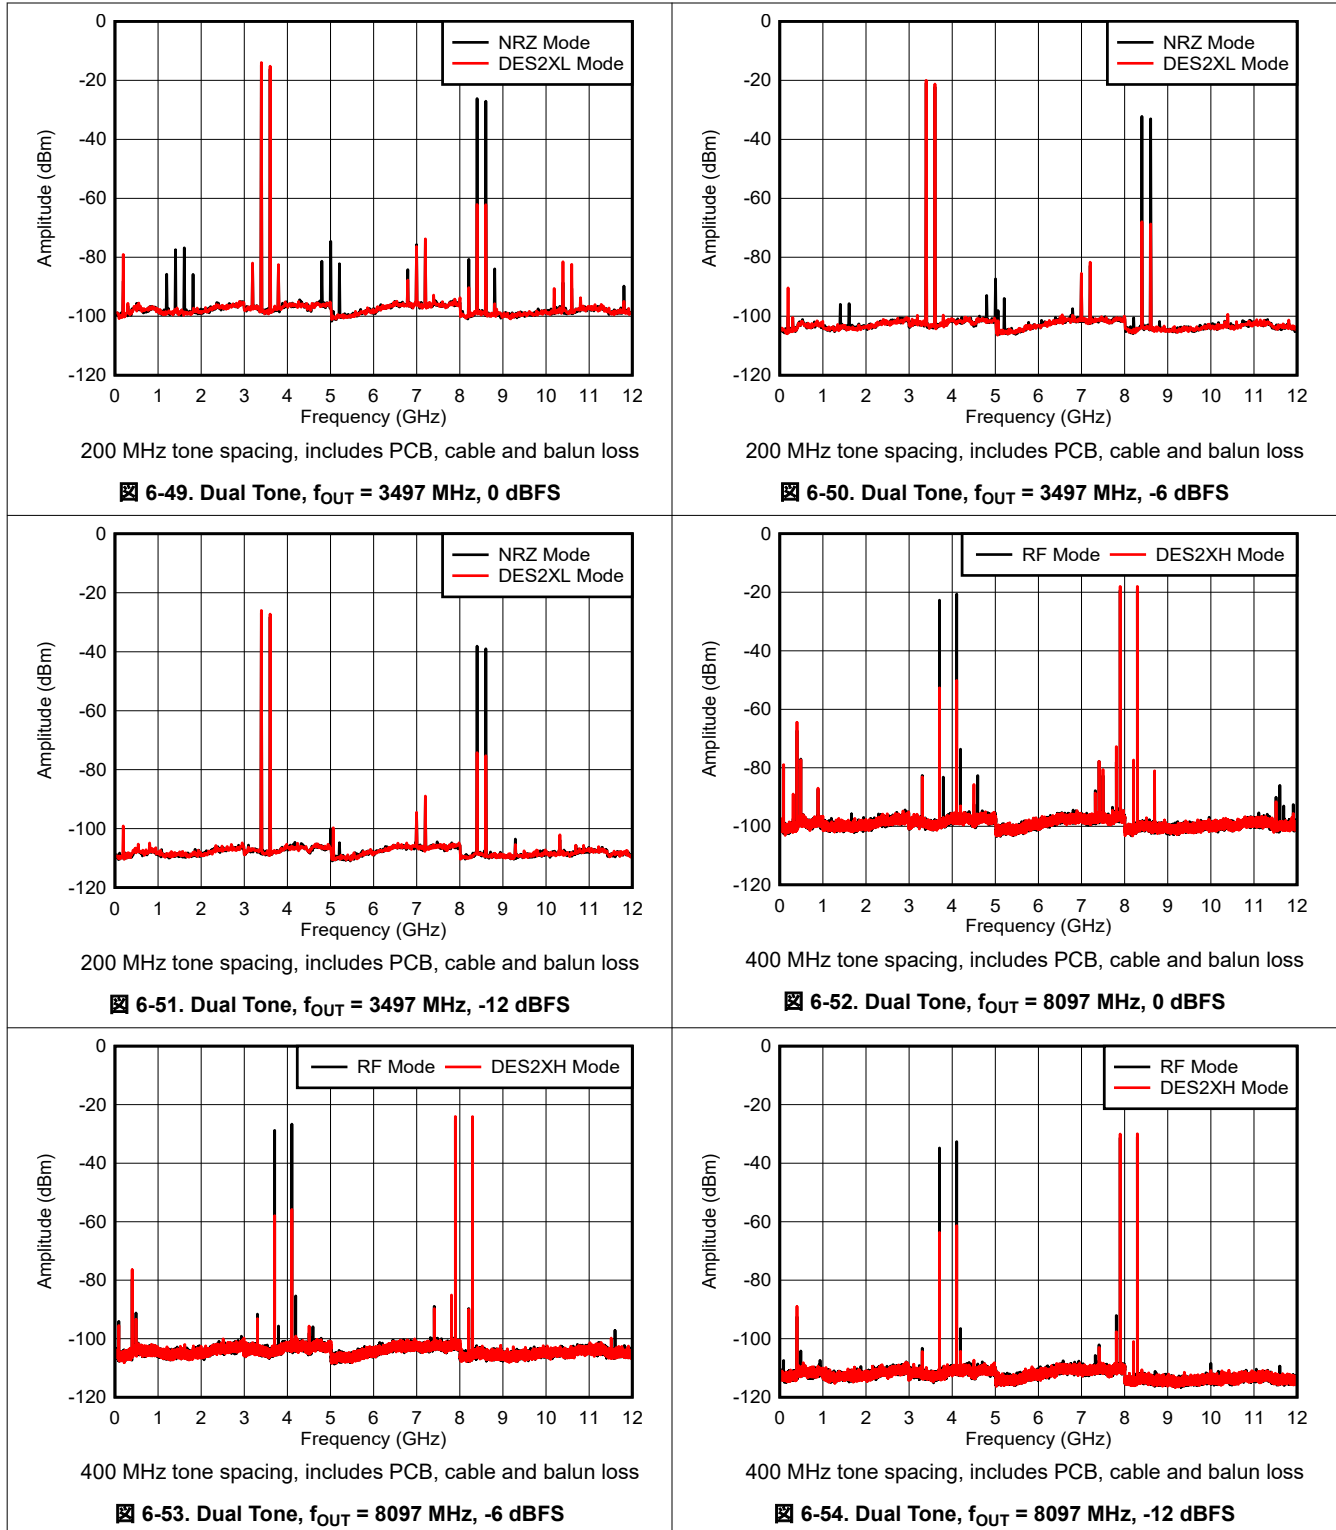 0
-20
-40
-60
-80
-100
-120
Amplitude (dBm)
NRZ Mode
DES2XL Mode
0 1 2 3 4 5 6 7 8 9 10 11 12
Frequency (GHz)
200 MHz tone spacing, includes PCB, cable and balun loss
図 6-49. Dual Tone, fOUT = 3497 MHz, 0 dBFS
0
-20
-40
-60
-80
-100
-120
Amplitude (dBm)
NRZ Mode
DES2XL Mode
0 1 2 3 4 5 6 7 8 9 10 11 12
Frequency (GHz)
200 MHz tone spacing, includes PCB, cable and balun loss
図 6-50. Dual Tone, fOUT = 3497 MHz, -6 dBFS
0
-20
-40
-60
-80
-100
-120
Amplitude (dBm)
NRZ Mode
DES2XL Mode
0 1 2 3 4 5 6 7 8 9 10 11 12
Frequency (GHz)
200 MHz tone spacing, includes PCB, cable and balun loss
図 6-51. Dual Tone, fOUT = 3497 MHz, -12 dBFS
0
-20
-40
-60
-80
-100
-120
Amplitude (dBm)
RF Mode DES2XH Mode
0 1 2 3 4 5 6 7 8 9 10 11 12
Frequency (GHz)
400 MHz tone spacing, includes PCB, cable and balun loss
図 6-52. Dual Tone, fOUT = 8097 MHz, 0 dBFS
0
-20
-40
-60
-80
-100
-120
Amplitude (dBm)
RF Mode DES2XH Mode
0 1 2 3 4 5 6 7 8 9 10 11 12
Frequency (GHz)
400 MHz tone spacing, includes PCB, cable and balun loss
図 6-53. Dual Tone, fOUT = 8097 MHz, -6 dBFS
0
-20
-40
-60
-80
-100
-120
Amplitude (dBm)
RF Mode
DES2XH Mode
0 1 2 3 4 5 6 7 8 9 10 11 12
Frequency (GHz)
400 MHz tone spacing, includes PCB, cable and balun loss
図 6-54. Dual Tone, fOUT = 8097 MHz, -12 dBFS